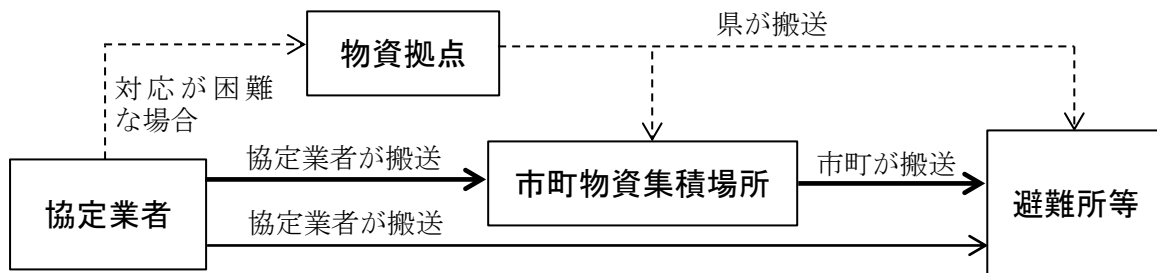 県が搬送
物資拠点
対応が困難
な場合
協定業者が搬送
市町が搬送
市町物資集積場所
協定業者
避難所等
協定業者が搬送